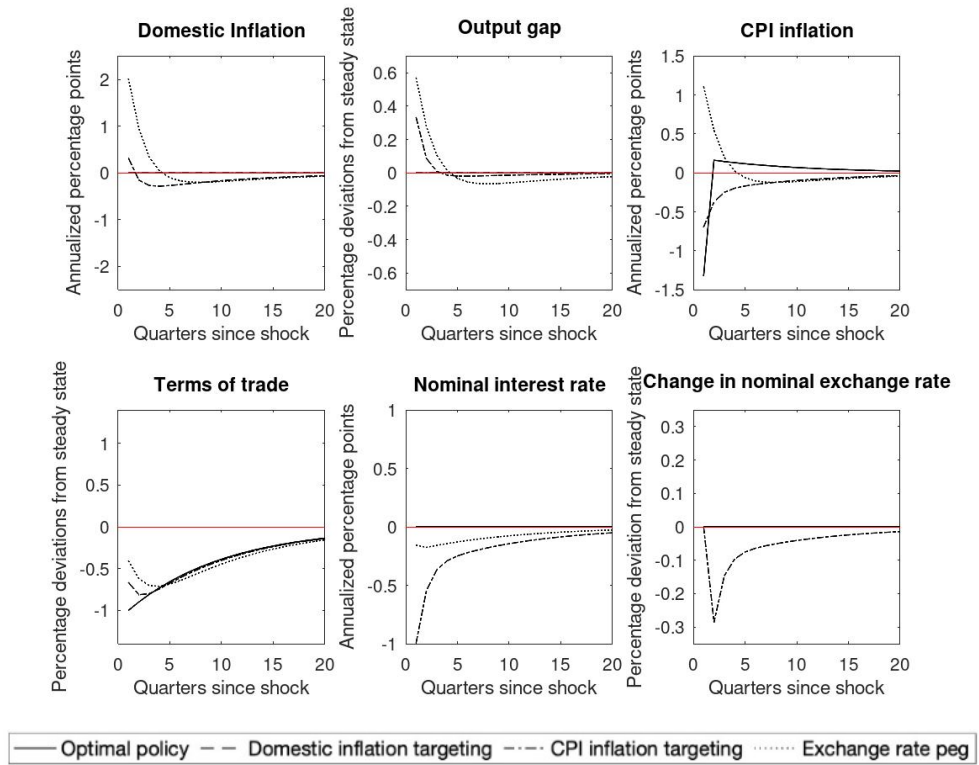 Domestic Inflation
Annualized percentage points
2
1
0
-1
-2
0 5 10 15 20
Quarters since shock
Output gap
Percentage deviations from steady state
0.6
0.4
0.2
0
-0.2
-0.4
-0.6
0 5 10 15 20
Quarters since shock
CPI inflation
Annualized percentage points
1.5
1
0.5
0
-0.5
-1
-1.5
0 5 10 15 20
Quarters since shock
Terms of trade
Percentage deviations from steady state
1
0.5
0
-0.5
-1
0 5 10 15 20
Quarters since shock
Nominal interest rate
Annualized percentage points
1
0.5
0
-0.5
-1
0 5 10 15 20
Quarters since shock
Change in nominal exchange rate
Percentage deviation from steady state
0.3
0.2
0.1
0
-0.1
-0.2
-0.3
0 5 10 15 20
Quarters since shock
Optimal policy Domestic inflation targeting CPI inflation targeting Exchange rate peg